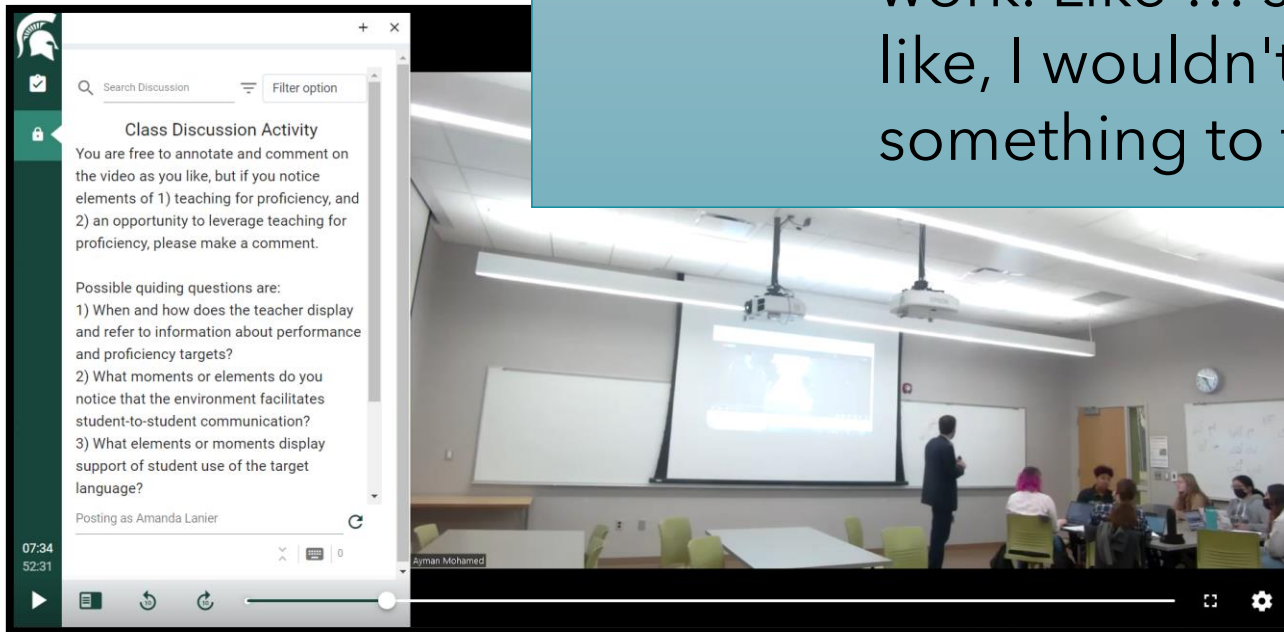 work. Like … s
like, I wouldn't
something to
+ ×
Search Discussion
Filter option
Class Discussion Activity
You are free to annotate and comment on
the video as you like, but if you notice
elements of 1) teaching for proficiency, and
2) an opportunity to leverage teaching for
proficiency, please make a comment.
Possible quiding questions are:
1) When and how does the teacher display
and refer to information about performance
and proficiency targets?
2) What moments or elements do you
notice that the environment facilitates
student-to-student communication?
3) What elements or moments display
support of student use of the target
language?
Posting as Amanda Lanier
0
07:34
52:31
10 10
Ayman Mohamed